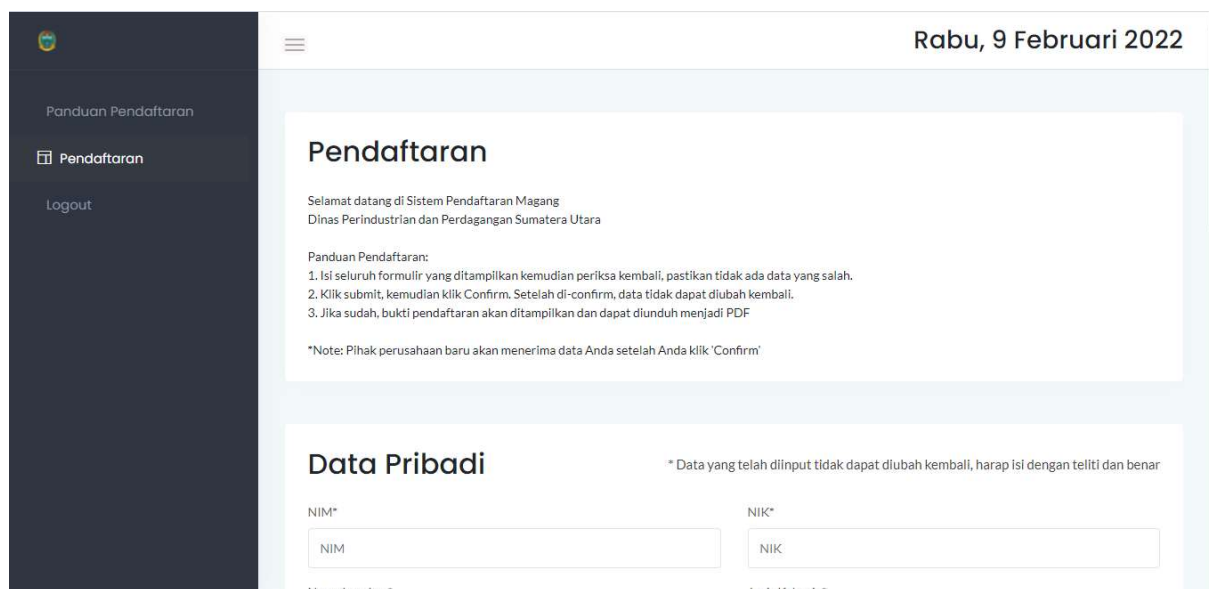 Rabu, 9 Februari 2022
Panduan Pendaftaran
Pendaftaran
Logout
Pendaftaran
Selamat datang di Sistem Pendaftaran Magang
Dinas Perindustrian dan Perdagangan Sumatera Utara
Panduan Pendaftaran:
1. Isi seluruh formulir yang ditampilkan kemudian periksa kembali, pastikan tidak ada data yang salah.
2. Klik submit, kemudian klik Confirm. Setelah di-confirm, data tidak dapat diubah kembali.
3. Jika sudah, bukti pendaftaran akan ditampilkan dan dapat diunduh menjadi PDF
*Note: Pihak perusahaan baru akan menerima data Anda setelah Anda klik 'Confirm'
Data Pribadi
* Data yang telah diinput tidak dapat diubah kembali, harap isi dengan teliti dan benar
NIM*
NIK*
NIM
NIK